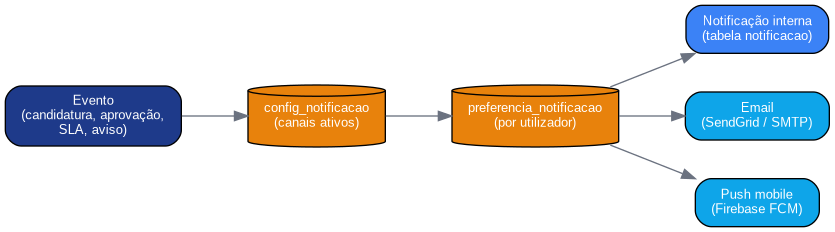 Evento
(candidatura, aprovação,
SLA, aviso)
config_notificacao
(canais ativos)
preferencia_notificacao
(por utilizador)
Notificação interna
(tabela notificacao)
Email
(SendGrid / SMTP)
Push mobile
(Firebase FCM)